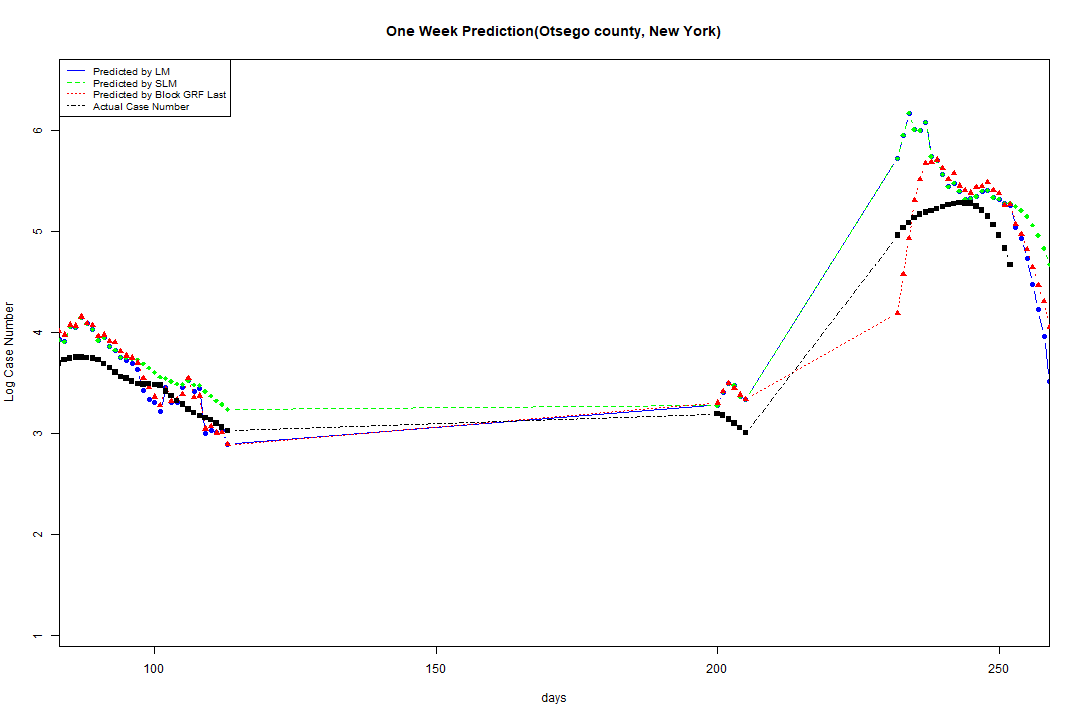 One Week Prediction(Otsego county, New York)
Predicted by LM
Predicted by SLM
Predicted by Block GRF Last
Actual Case Number
6
5
4
3
2
1
Log Case Number
100 150 200 250
days